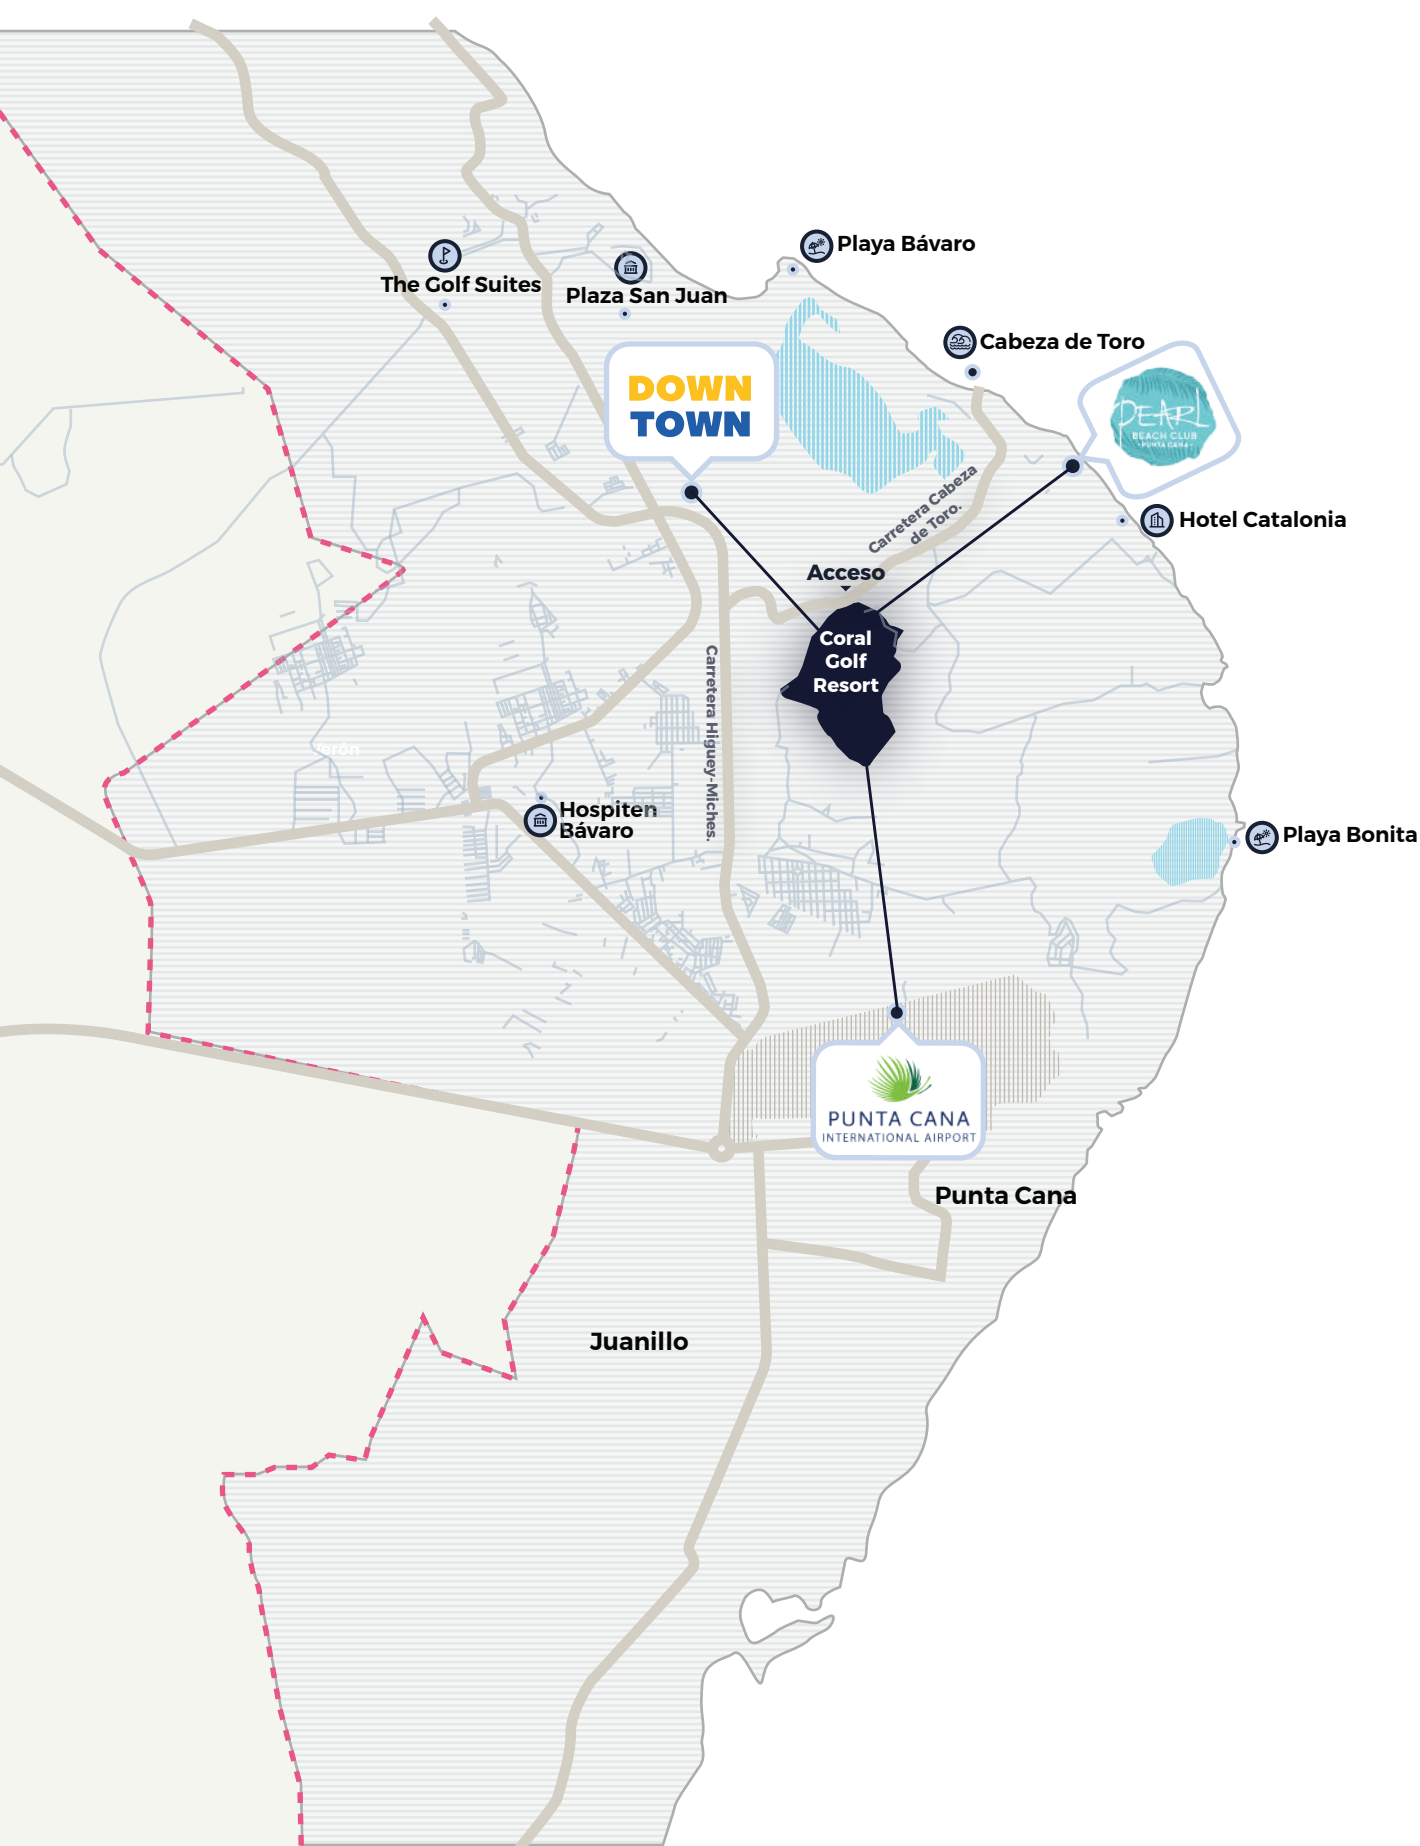 Playa Bávaro
The Golf Suites
Plaza San Juan
Cabeza de Toro
DOWN
TOWN
PEARL
BEACH CLUB
•PUNTA CANA•
Carretera Cabeza
de Toro.
Hotel Catalonia
Acceso
Coral
Golf
Resort
Carretera Higuey-Miches.
Hospiten
Bávaro
Playa Bonita
PUNTA CANA
INTERNATIONAL AIRPORT
Punta Cana
Juanillo